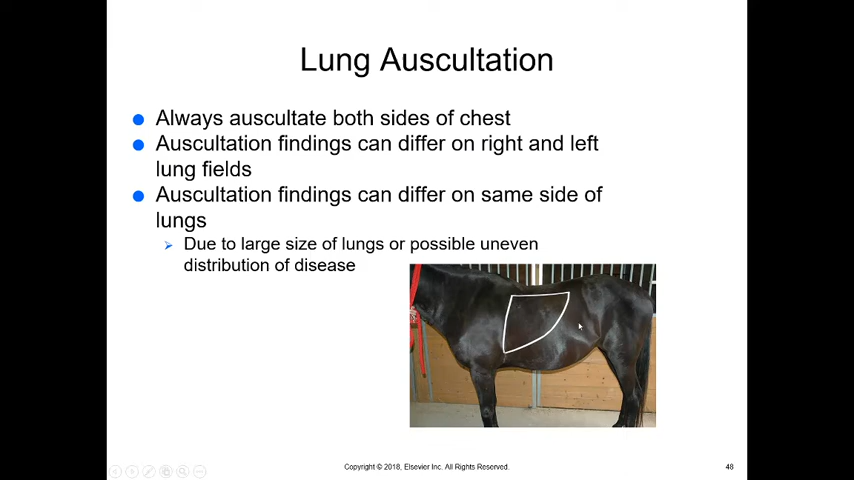 Lung Auscultation
Always auscultate both sides of chest
Auscultation findings can differ on right and left
lung fields
Auscultation findings can differ on same side of
lungs
Due to large size of lungs or possible uneven
distribution of disease
Copyright © 2018, Elsevier Inc. All Rights Reserved.
48